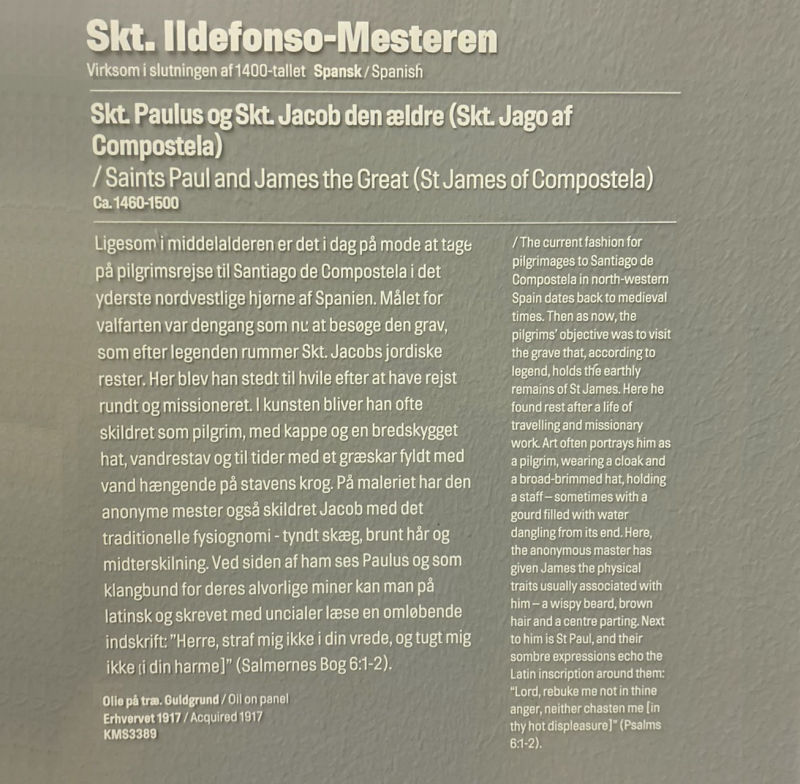 Skt. Ildefonso-Mesteren
Virksom i slutningen af 1400-tallet Spansk / Spanish
Skt. Paulus og Skt. Jacob den ældre (Skt. Jago af
Compostela)
/ Saints Paul and James the Great (St James of Compostela)
Ca. 1460-1500
Ligesom i middelalderen er det i dag på mode at tage
på pilgrimsrejse til Santiago de Compostela i det
yderste nordvestlige hjørne af Spanien. Målet for
valfarten var dengang som nu: at besøge den grav,
som efter legenden rummer Skt. Jacobs jordiske
rester. Her blev han stedt til hvile efter at have rejst
rundt og missioneret. I kunsten bliver han ofte
skildret som pilgrim, med kappe og en bredskygget
hat, vandrestav og til tider med et græskar fyldt med
vand hængende på stavens krog. På maleriet har den
anonyme mester også skildret Jacob med det
traditionelle fysiognomi - tyndt skæg, brunt hår og
midterskilning. Ved siden af ham ses Paulus og som
klangbund for deres alvorlige miner kan man på
latinsk og skrevet med uncialer læse en omløbende
indskrift: "Herre, straf mig ikke i din vrede, og tugt mig
ikke [i din harme]" (Salmernes Bog 6:1-2).
Olie på træ. Guldgrund / Oil on panel
Erhvervet 1917 / Acquired 1917
KMS3389
/ The current fashion for
pilgrimages to Santiago de
Compostela in north-western
Spain dates back to medieval
times. Then as now, the
pilgrims' objective was to visit
the grave that, according to
legend, holds the earthly
remains of St James. Here he
found rest after a life of
travelling and missionary
work. Art often portrays him as
a pilgrim, wearing a cloak and
a broad-brimmed hat, holding
a staff – sometimes with a
gourd filled with water
dangling from its end. Here,
the anonymous master has
given James the physical
traits usually associated with
him – a wispy beard, brown
hair and a centre parting. Next
to him is St Paul, and their
sombre expressions echo the
Latin inscription around them:
"Lord, rebuke me not in thine
anger, neither chasten me [in
thy hot displeasure]" (Psalms
6:1-2).